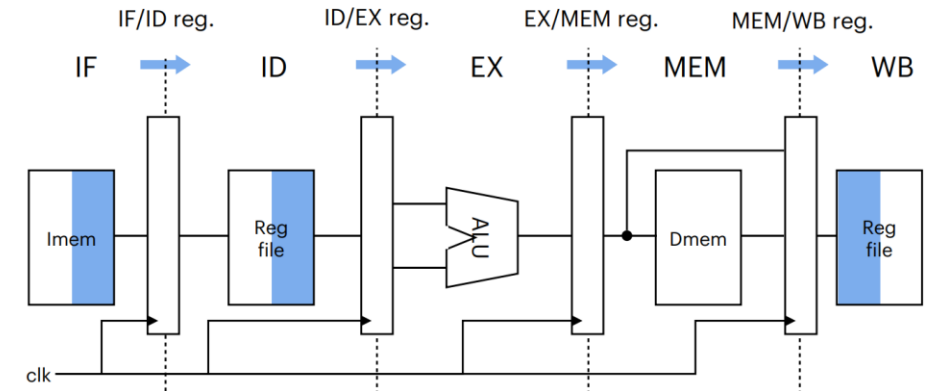 IF/ID reg.
ID/EX reg.
EX/MEM reg.
MEM/WB reg.
IF
ID
EX
MEM
WB
Imem
Reg
file
ALU
Dmem
Reg
file
clk